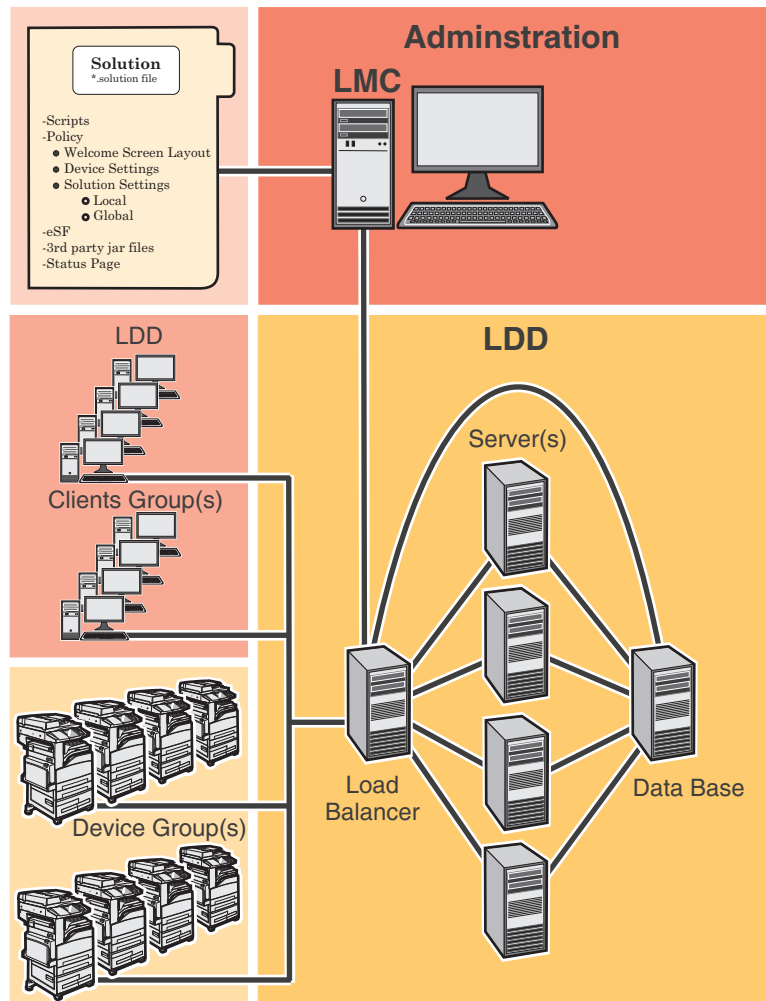 Solution
*.solution file
-Scripts
-Policy
● Welcome Screen Layout
● Device Settings
● Solution Settings
○ Local
○ Global
-eSF
-3rd party jar files
-Status Page
Adminstration
LMC
LDD
Clients Group(s)
Device Group(s)
LDD
Server(s)
Load
Balancer
Data Base